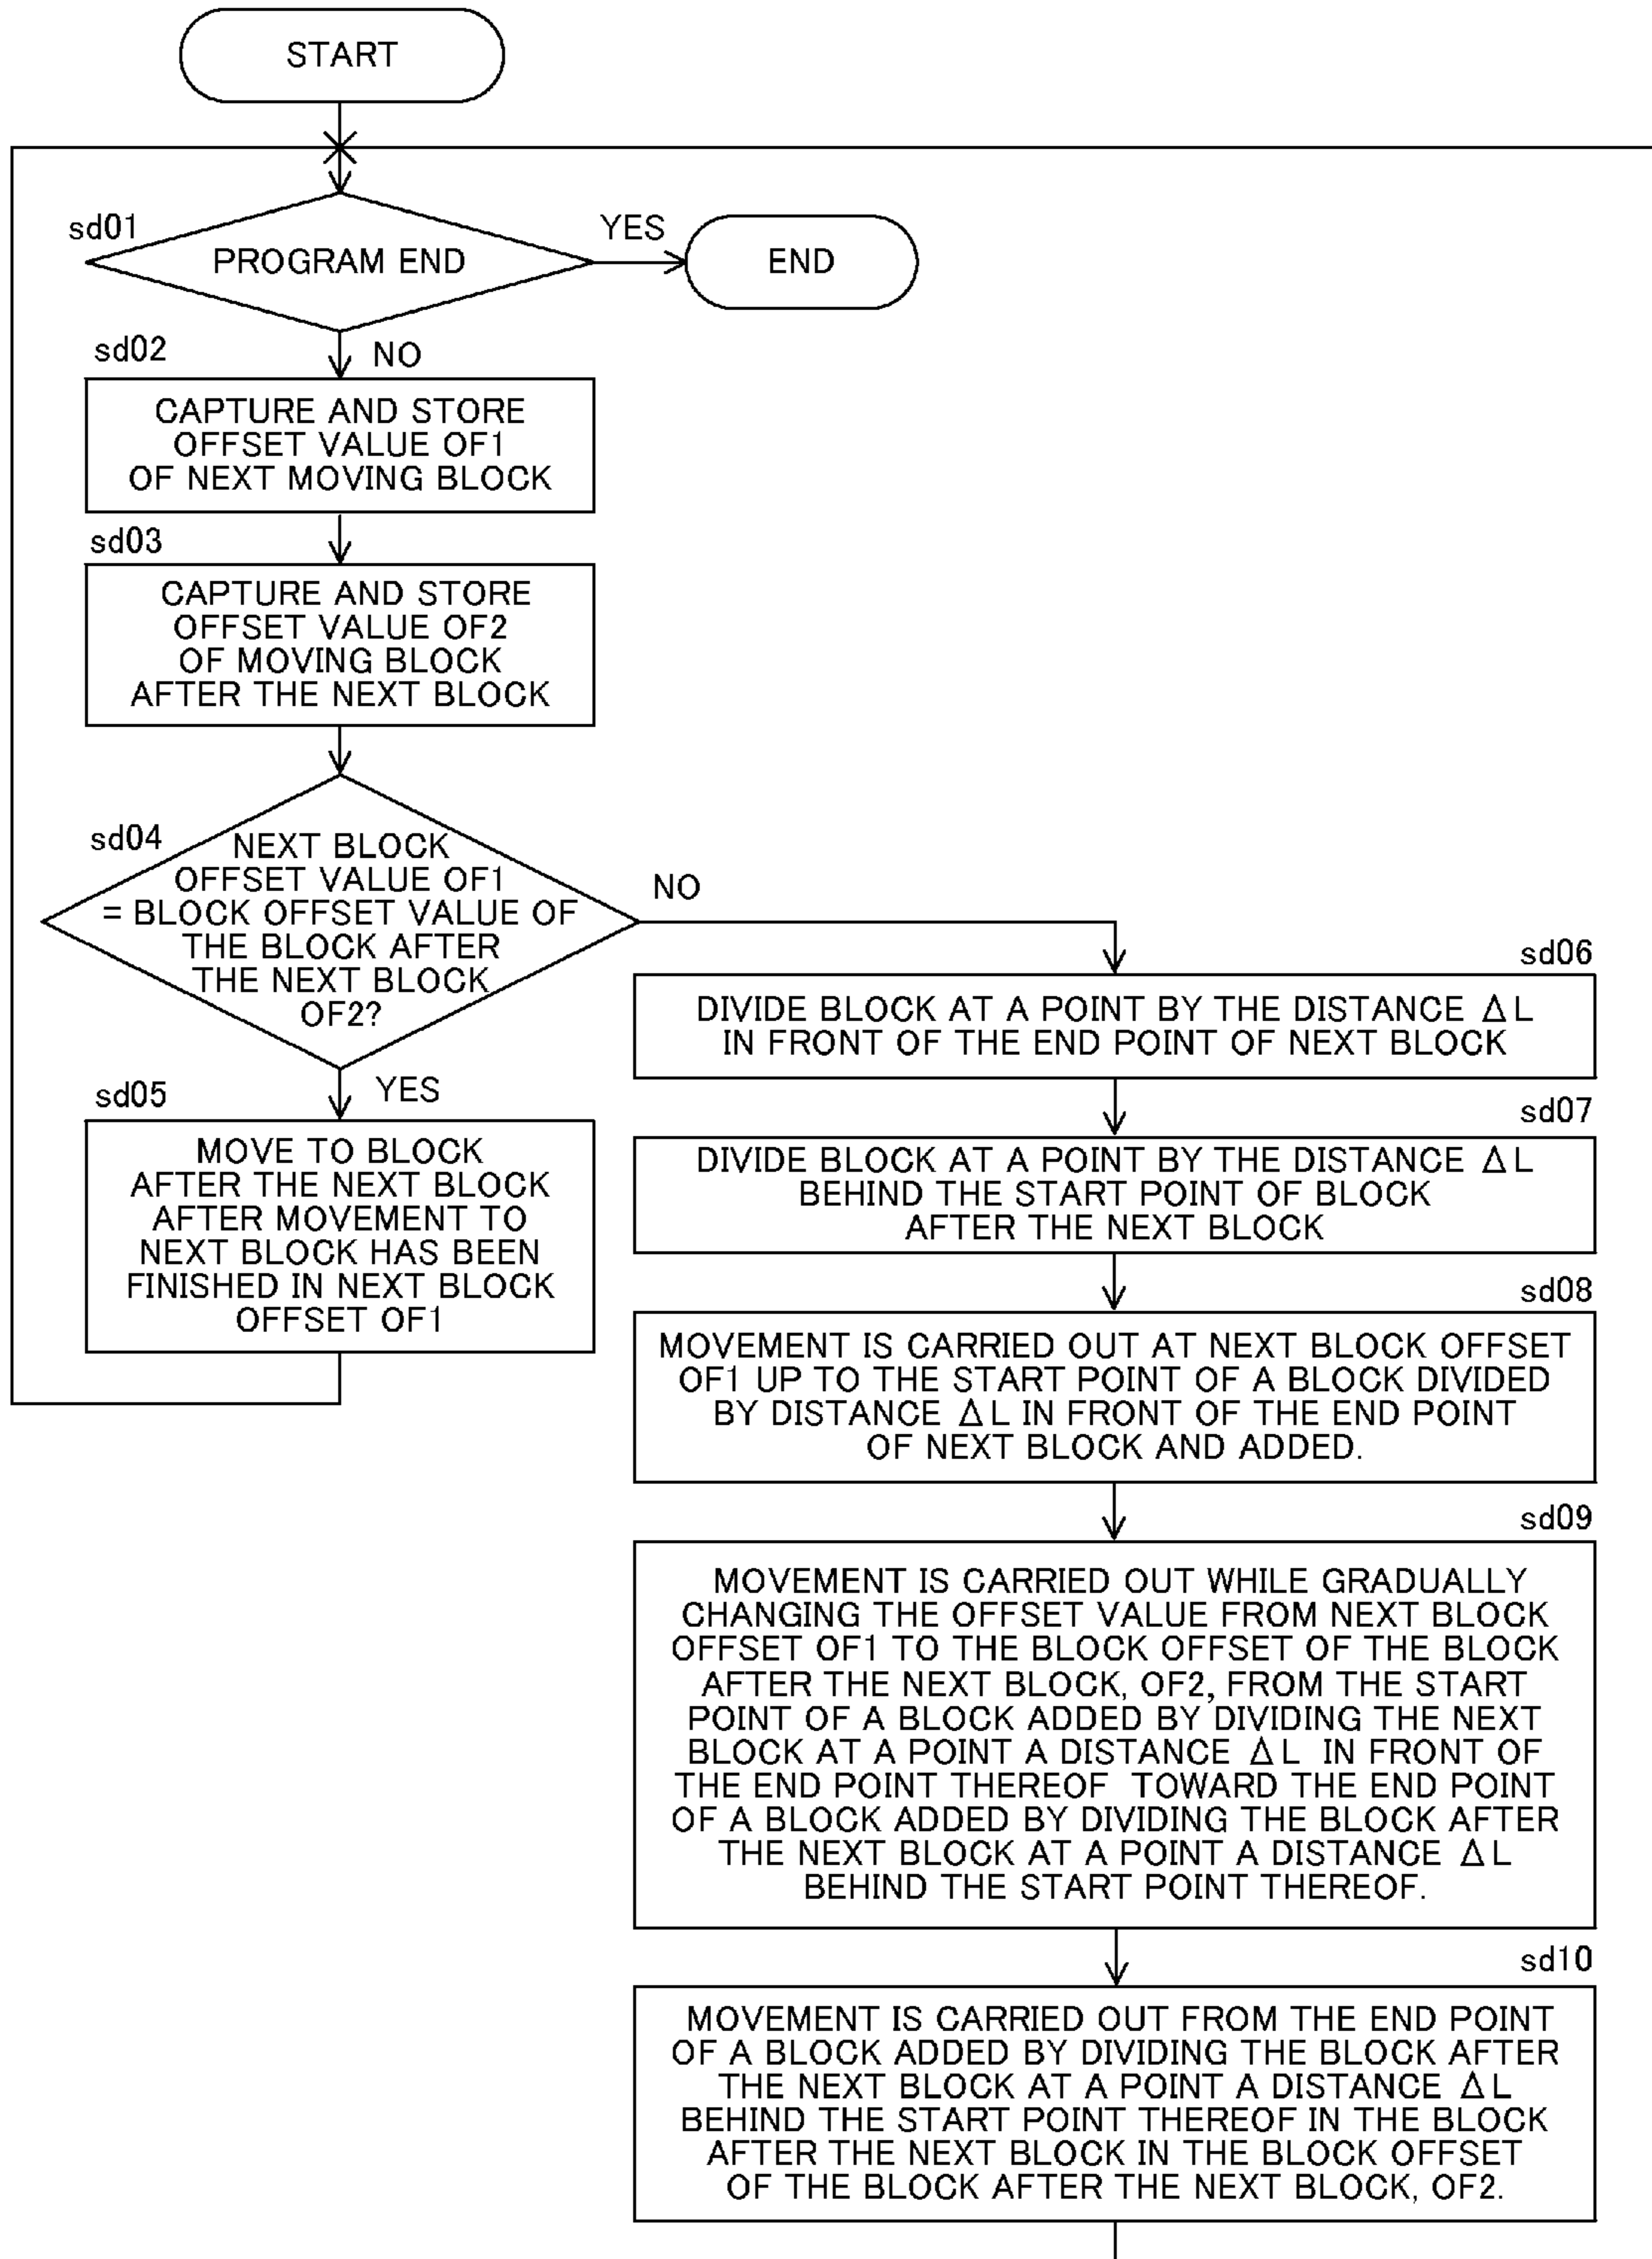 START
sd01
PROGRAM END
YES
END
sd02
NO
CAPTURE AND STORE
OFFSET VALUE OF1
OF NEXT MOVING BLOCK
sd03
CAPTURE AND STORE
OFFSET VALUE OF2
OF MOVING BLOCK
AFTER THE NEXT BLOCK
sd04
NEXT BLOCK
OFFSET VALUE OF1
= BLOCK OFFSET VALUE OF
THE BLOCK AFTER
THE NEXT BLOCK
OF2?
NO
YES
sd05
MOVE TO BLOCK
AFTER THE NEXT BLOCK
AFTER MOVEMENT TO
NEXT BLOCK HAS BEEN
FINISHED IN NEXT BLOCK
OFFSET OF1
sd06
DIVIDE BLOCK AT A POINT BY THE DISTANCE ΔL
IN FRONT OF THE END POINT OF NEXT BLOCK
sd07
DIVIDE BLOCK AT A POINT BY THE DISTANCE ΔL
BEHIND THE START POINT OF BLOCK
AFTER THE NEXT BLOCK
sd08
MOVEMENT IS CARRIED OUT AT NEXT BLOCK OFFSET
OF1 UP TO THE START POINT OF A BLOCK DIVIDED
BY DISTANCE ΔL IN FRONT OF THE END POINT
OF NEXT BLOCK AND ADDED.
sd09
MOVEMENT IS CARRIED OUT WHILE GRADUALLY
CHANGING THE OFFSET VALUE FROM NEXT BLOCK
OFFSET OF1 TO THE BLOCK OFFSET OF THE BLOCK
AFTER THE NEXT BLOCK, OF2, FROM THE START
POINT OF A BLOCK ADDED BY DIVIDING THE NEXT
BLOCK AT A POINT A DISTANCE ΔL IN FRONT OF
THE END POINT THEREOF TOWARD THE END POINT
OF A BLOCK ADDED BY DIVIDING THE BLOCK AFTER
THE NEXT BLOCK AT A POINT A DISTANCE ΔL
BEHIND THE START POINT THEREOF.
sd10
MOVEMENT IS CARRIED OUT FROM THE END POINT
OF A BLOCK ADDED BY DIVIDING THE BLOCK AFTER
THE NEXT BLOCK AT A POINT A DISTANCE ΔL
BEHIND THE START POINT THEREOF IN THE BLOCK
AFTER THE NEXT BLOCK IN THE BLOCK OFFSET
OF THE BLOCK AFTER THE NEXT BLOCK, OF2.